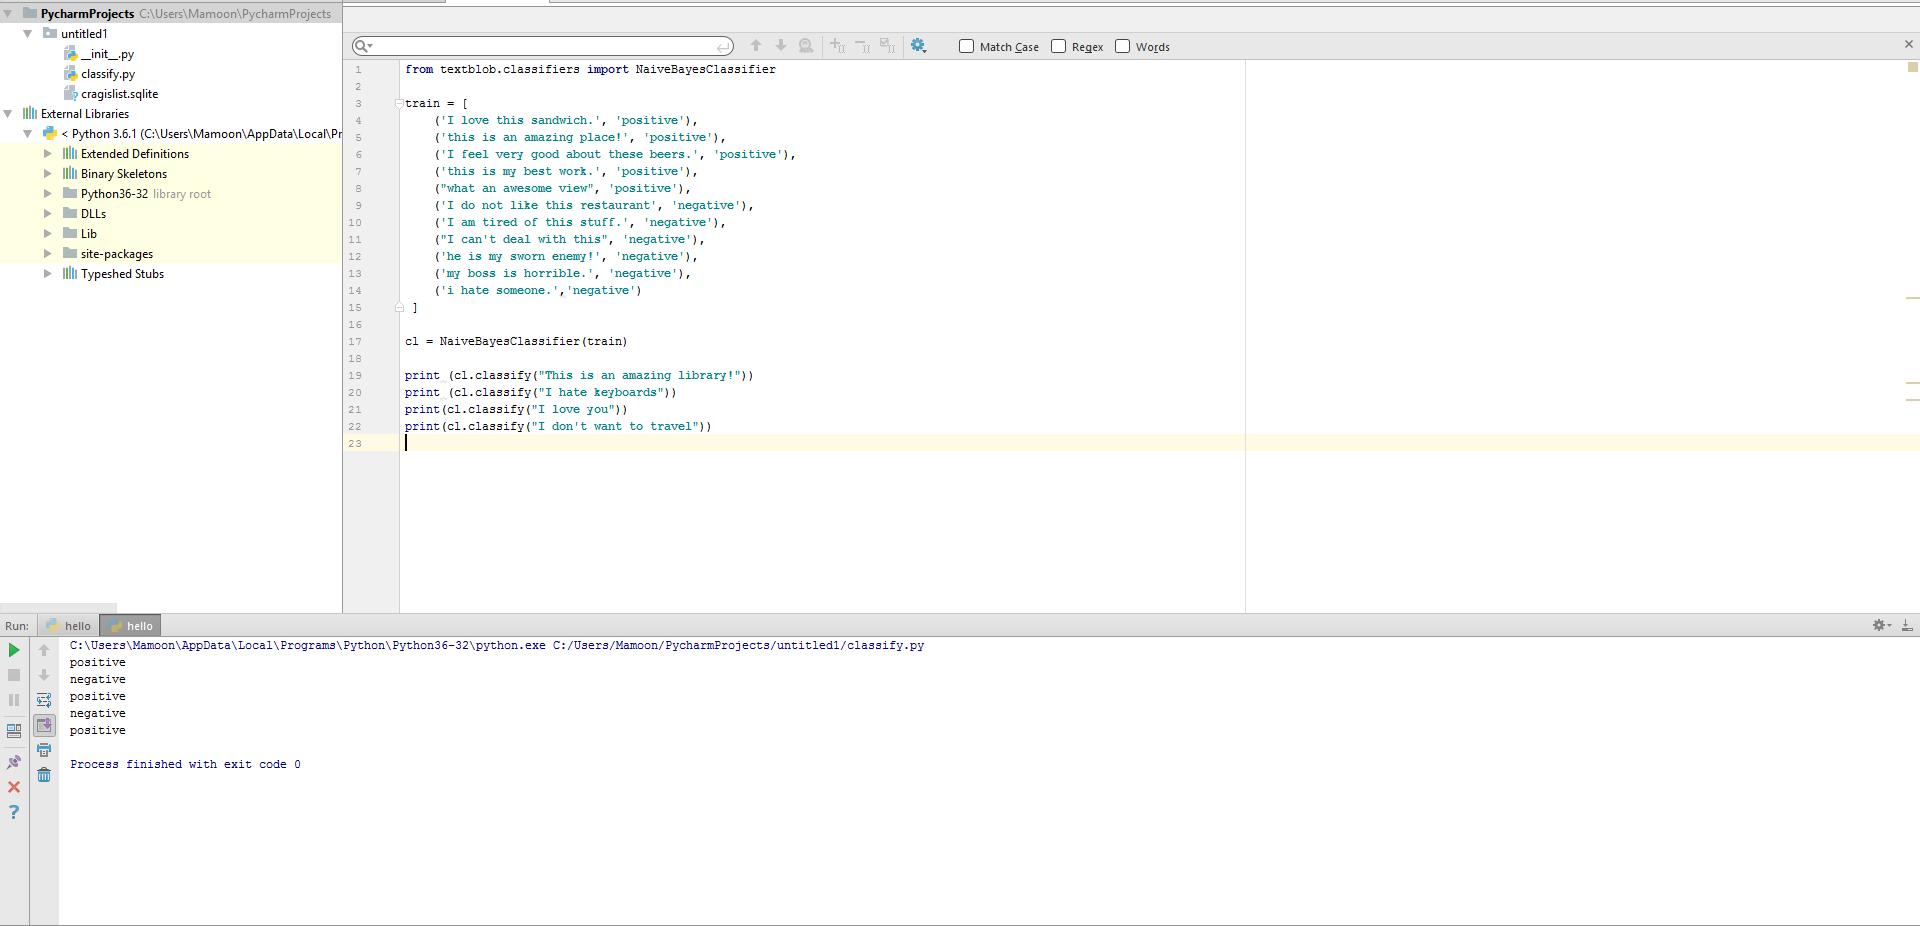 PycharmProjects C:\Users\Mamoon\PycharmProjects
untitled1
__init__.py
classify.py
cragislist.sqlite
External Libraries
< Python 3.6.1 (C:\Users\Mamoon\AppData\Local\Pr
Extended Definitions
Binary Skeletons
Python36-32 library root
DLLs
Lib
site-packages
Typeshed Stubs
Match Case Regex Words
1 from textblob.classifiers import NaiveBayesClassifier
2
3 train = [
4 ('I love this sandwich.', 'positive'),
5 ('this is an amazing place!', 'positive'),
6 ('I feel very good about these beers.', 'positive'),
7 ('this is my best work.', 'positive'),
8 ("what an awesome view", 'positive'),
9 ('I do not like this restaurant', 'negative'),
10 ('I am tired of this stuff.', 'negative'),
11 ("I can't deal with this", 'negative'),
12 ('he is my sworn enemy!', 'negative'),
13 ('my boss is horrible.', 'negative'),
14 ('i hate someone.','negative')
15 ]
16
17 cl = NaiveBayesClassifier(train)
18
19 print (cl.classify("This is an amazing library!"))
20 print (cl.classify("I hate keyboards"))
21 print(cl.classify("I love you"))
22 print(cl.classify("I don't want to travel"))
23
Run: hello hello
C:\Users\Mamoon\AppData\Local\Programs\Python\Python36-32\python.exe C:/Users/Mamoon/PycharmProjects/untitled1/classify.py
positive
negative
positive
negative
positive
Process finished with exit code 0